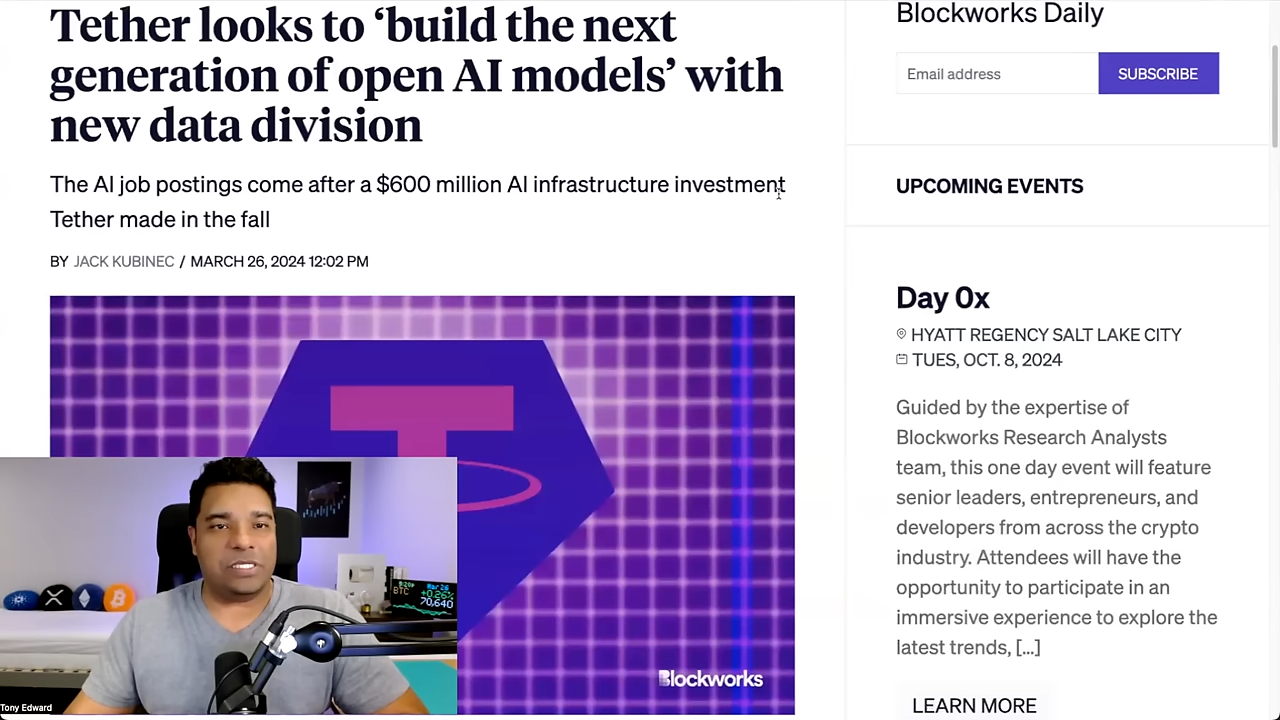 Tether looks to ‘build the next
generation of open AI models’ with
new data division
The AI job postings come after a $600 million AI infrastructure investment
Tether made in the fall
BY JACK KUBINEC / MARCH 26, 2024 12:02 PM
Blockworks
BTC
+0.26%
70,640
Tony Edward
Blockworks Daily
Email address
SUBSCRIBE
UPCOMING EVENTS
Day 0x
HYATT REGENCY SALT LAKE CITY
TUES, OCT. 8, 2024
Guided by the expertise of
Blockworks Research Analysts
team, this one day event will feature
senior leaders, entrepreneurs, and
developers from across the crypto
industry. Attendees will have the
opportunity to participate in an
immersive experience to explore the
latest trends, […]
LEARN MORE